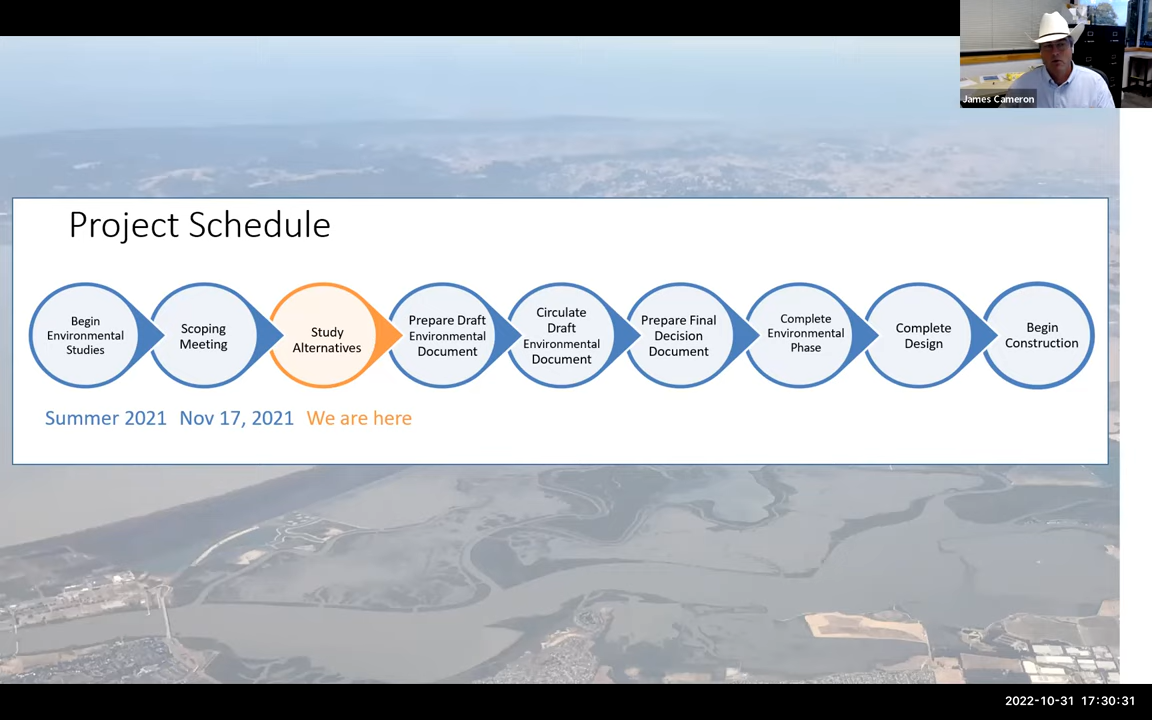 James Cameron
Project Schedule
Begin
Environmental
Studies
Scoping
Meeting
Study
Alternatives
Prepare Draft
Environmental
Document
Circulate
Draft
Environmental
Document
Prepare Final
Decision
Document
Complete
Environmental
Phase
Complete
Design
Begin
Construction
Summer 2021
Nov 17, 2021
We are here
2022-10-31 17:30:31